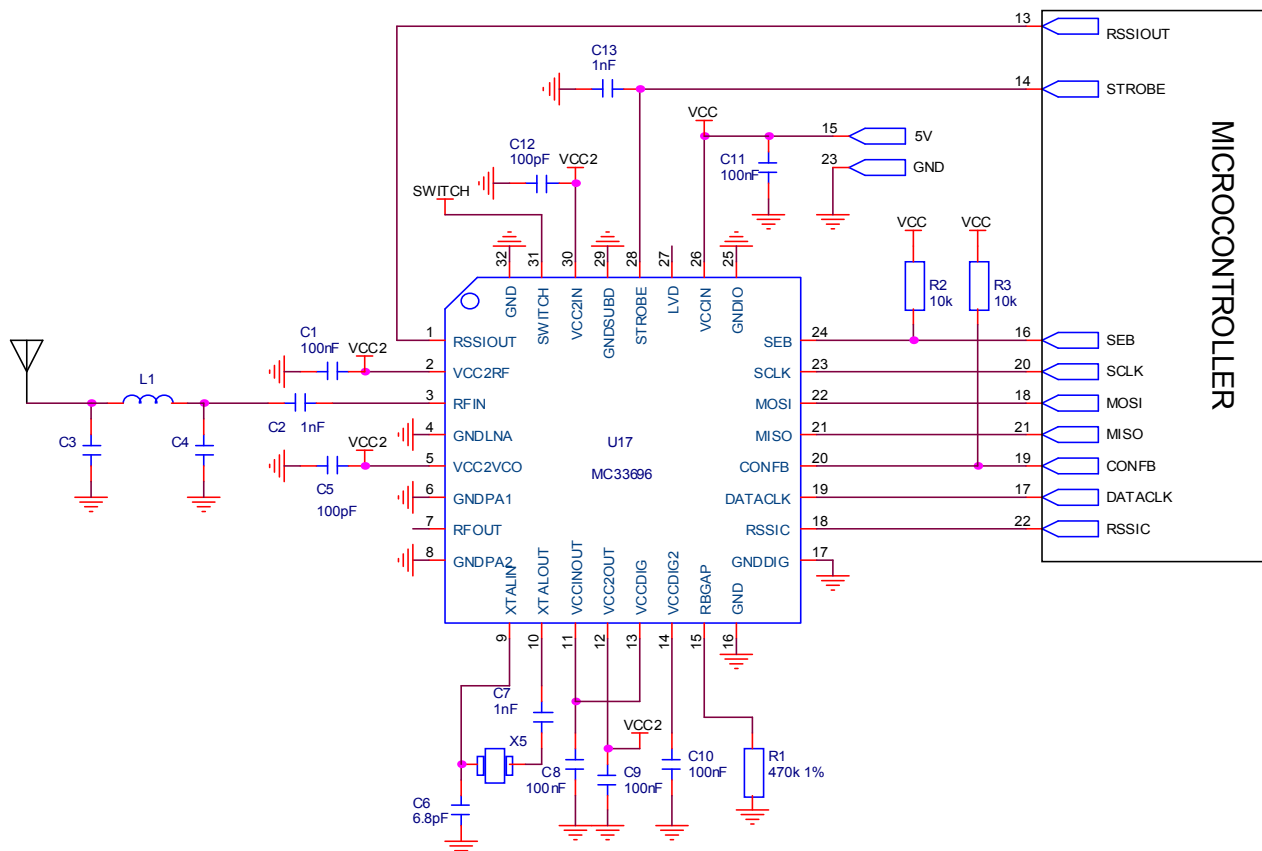 13
RSSIOUT
C13
1nF
14
STROBE
VCC
15
5V
C12
100pF
VCC2
C11
100nF
23
GND
MICROCONTROLLER
SWITCH
VCC
VCC
32
31
30
29
28
27
26
25
GND
SWITCH
VCC2IN
GNDSUBD
STROBE
LVD
VCCIN
GNDIO
R2
10k
R3
10k
1
RSSIOUT
SEB
24
16
SEB
C1
100nF
VCC2
2
VCC2RF
SCLK
23
20
SCLK
L1
C2
1nF
3
RFIN
MOSI
22
18
MOSI
C3
C4
4
GNDLNA
U17
MISO
21
21
MISO
VCC2
5
VCC2VCO
MC33696
CONFB
20
19
CONFB
C5
100pF
6
GNDPA1
DATACLK
19
17
DATACLK
7
RFOUT
RSSIC
18
22
RSSIC
8
GNDPA2
GNDDIG
17
XTALIN
XTALOUT
VCCINOUT
VCC2OUT
VCCDIG
VCCDIG2
RBGAP
GND
9
10
11
12
13
14
15
16
C7
1nF
VCC2
X5
C8
100nF
C9
100nF
C10
100nF
R1
470k 1%
C6
6.8pF